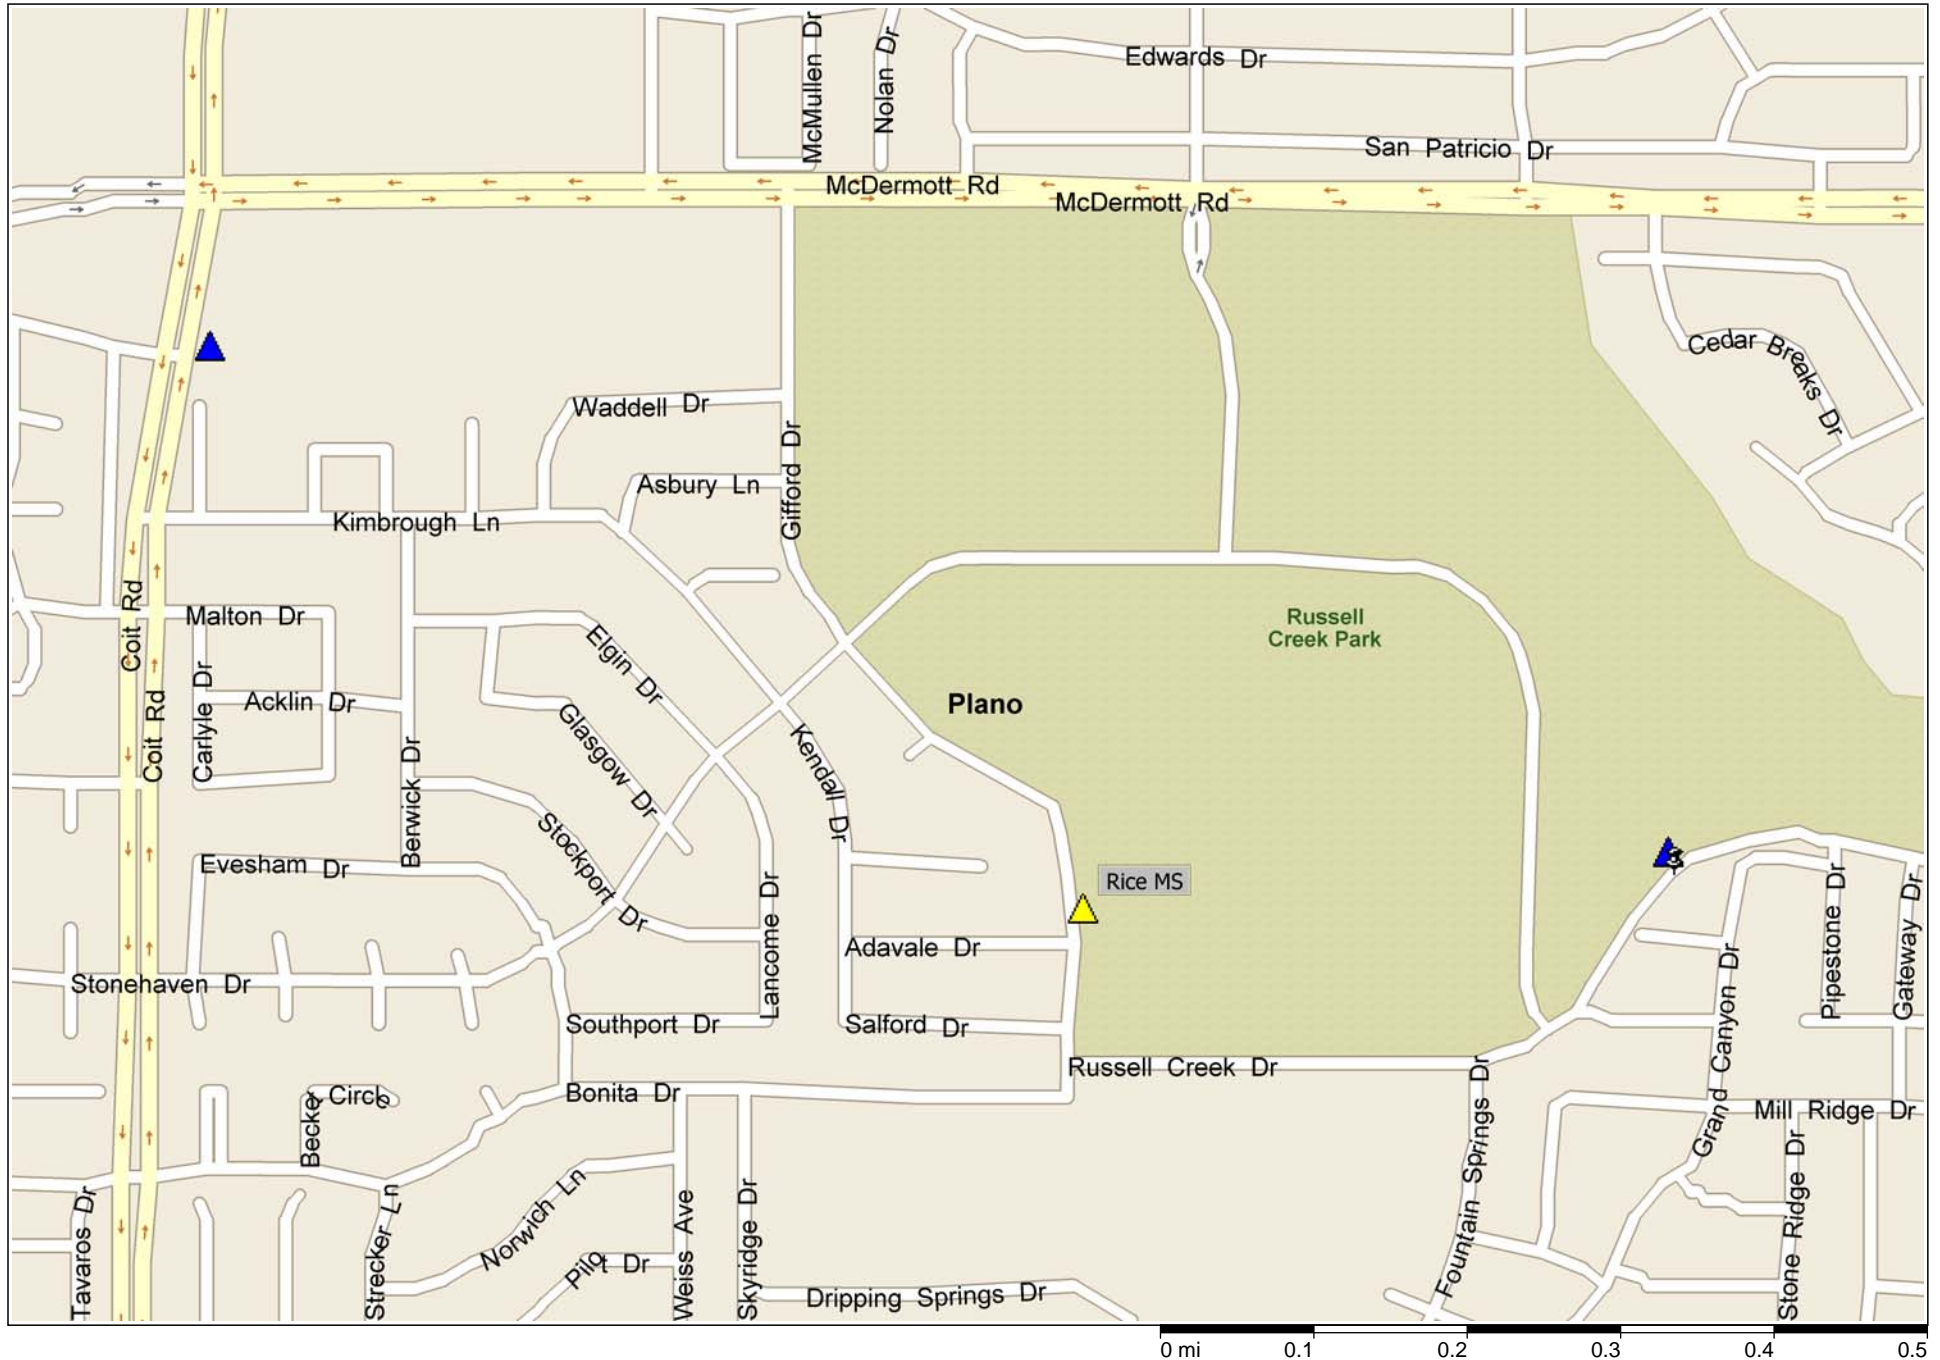 McMullen Dr
Nolan Dr
Edwards Dr
San Patricio Dr
McDermott Rd
McDermott Rd
Cedar Breaks Dr
Waddell Dr
Gifford Dr
Asbury Ln
Kimbrough Ln
Coit Rd
Malton Dr
Russell
Creek Park
Elgin Dr
Carlyle Dr
Acklin Dr
Coit Rd
Plano
Glasgow Dr
Kendall Dr
Berwick Dr
Stockport Dr
Evesham Dr
Lancome Dr
Rice MS
Pipestone Dr
Gateway Dr
Adavale Dr
Stonehaven Dr
Grand Canyon Dr
Southport Dr
Salford Dr
Russell Creek Dr
Bonita Dr
Becker Circle
Fountain Springs Dr
Mill Ridge Dr
Stone Ridge Dr
Tavaros Dr
Strecker Ln
Norwich Ln
Pilot Dr
Weiss Ave
Skyridge Dr
Dripping Springs Dr
0 mi 0.1 0.2 0.3 0.4 0.5